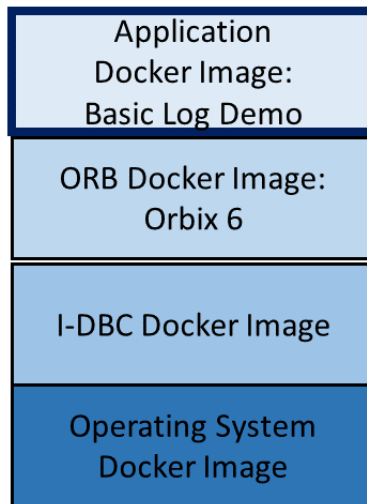 Application
Docker Image:
Basic Log Demo
ORB Docker Image:
Orbix 6
I-DBC Docker Image
Operating System
Docker Image